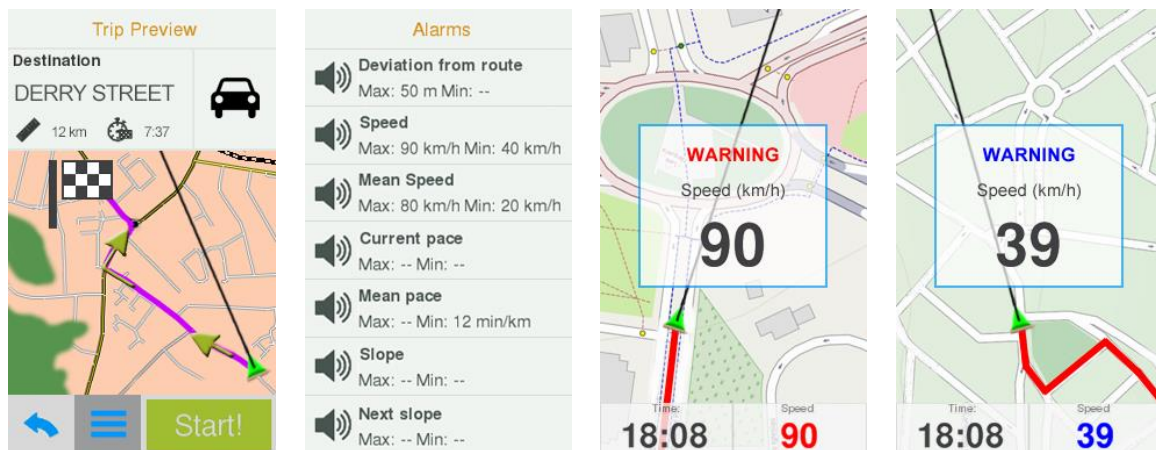 Trip Preview
Destination
DERRY STREET
12 km 7:37
Start!
Alarms
Deviation from route
Max: 50 m Min: --
Speed
Max: 90 km/h Min: 40 km/h
Mean Speed
Max: 80 km/h Min: 20 km/h
Current pace
Max: -- Min: --
Mean pace
Max: -- Min: 12 min/km
Slope
Max: -- Min: --
Next slope
Max: -- Min: --
WARNING
Speed (km/h)
90
Time: Speed
18:08 90
WARNING
Speed (km/h)
39
Time: Speed
18:08 39